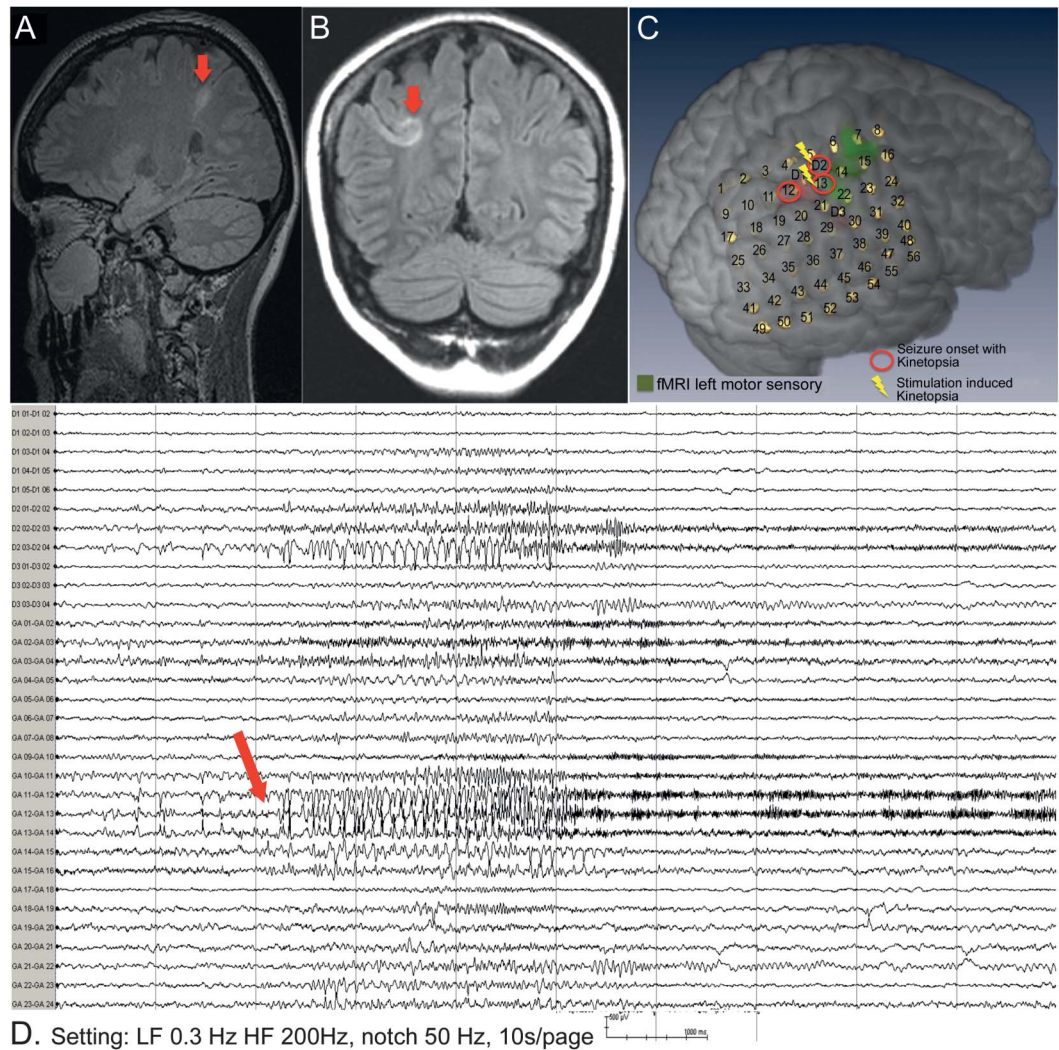 A
B
C
1 2 3 4 5 6 7 8
D1 D2
9 10 11 12 13 14 15 16
17 18 19 20 21 22 23 24
D3
25 26 27 28 29 30 31 32
33 34 35 36 37 38 39 40
41 42 43 44 45 46 47 48
49 50 51 52 53 54 55 56
fMRI left motor sensory
Seizure onset with
Kinetopsia
Stimulation induced
Kinetopsia
D1 01-D1 02
D1 02-D1 03
D1 03-D1 04
D1 04-D1 05
D1 05-D1 06
D2 01-D2 02
D2 02-D2 03
D2 03-D2 04
D3 01-D3 02
D3 02-D3 03
D3 03-D3 04
GA 01-GA 02
GA 02-GA 03
GA 03-GA 04
GA 04-GA 05
GA 05-GA 06
GA 06-GA 07
GA 07-GA 08
GA 09-GA 10
GA 10-GA 11
GA 11-GA 12
GA 12-GA 13
GA 13-GA 14
GA 14-GA 15
GA 15-GA 16
GA 17-GA 18
GA 18-GA 19
GA 19-GA 20
GA 20-GA 21
GA 21-GA 22
GA 22-GA 23
GA 23-GA 24
D. Setting: LF 0.3 Hz HF 200Hz, notch 50 Hz, 10s/page
500 µV
1000 ms